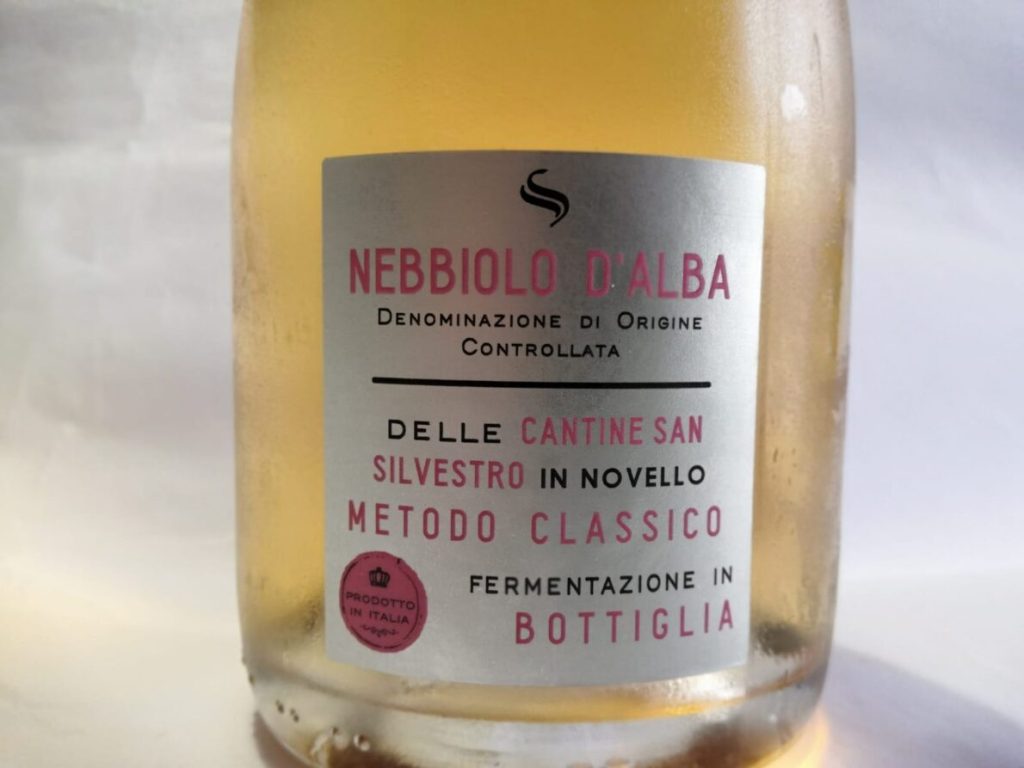 NEBBIOLO D'ALBA
DENOMINAZIONE DI ORIGINE
CONTROLLATA
DELLE CANTINE SAN
SILVESTRO IN NOVELLO
METODO CLASSICO
FERMENTAZIONE IN
BOTTIGLIA
PRODOTTO
IN ITALIA